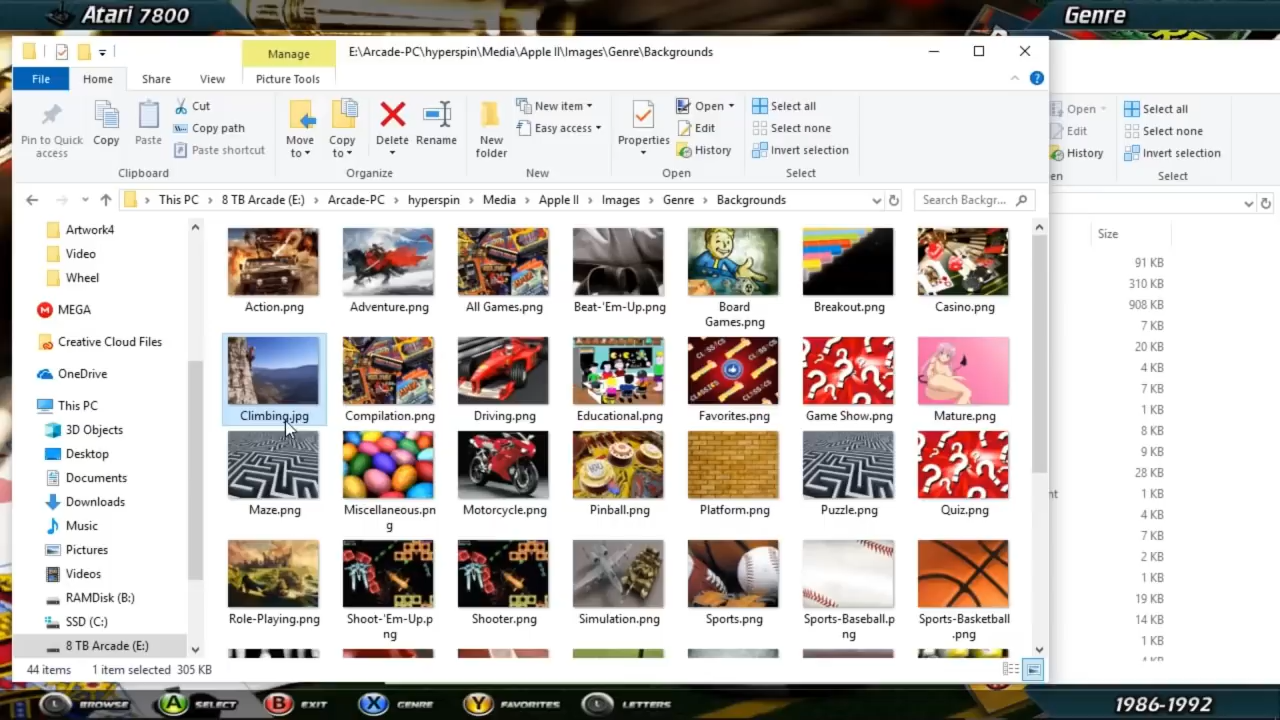 Atari 7800
Genre
Manage
E:\Arcade-PC\hyperspin\Media\Apple II\Images\Genre\Backgrounds
File
Home
Share
View
Picture Tools
Pin to Quick access
Copy
Paste
Cut
Copy path
Paste shortcut
Move to
Copy to
Delete
Rename
New folder
New item
Easy access
Properties
Open
Edit
History
Select all
Select none
Invert selection
Open
Edit
History
Select all
Select none
Invert selection
Clipboard
Organize
New
Open
Select
en
Select
This PC
8 TB Arcade (E:)
Arcade-PC
hyperspin
Media
Apple II
Images
Genre
Backgrounds
Search Backgr...
Artwork4
Video
Wheel
MEGA
Creative Cloud Files
OneDrive
This PC
3D Objects
Desktop
Documents
Downloads
Music
Pictures
Videos
RAMDisk (B:)
SSD (C:)
8 TB Arcade (E:)
Action.png
Adventure.png
All Games.png
Beat-'Em-Up.png
Board Games.png
Breakout.png
Casino.png
Climbing.jpg
Compilation.png
Driving.png
Educational.png
Favorites.png
Game Show.png
Mature.png
Maze.png
Miscellaneous.png
Motorcycle.png
Pinball.png
Platform.png
Puzzle.png
Quiz.png
Role-Playing.png
Shoot-'Em-Up.png
Shooter.png
Simulation.png
Sports.png
Sports-Baseball.png
Sports-Basketball.png
Size
91 KB
310 KB
908 KB
7 KB
20 KB
4 KB
7 KB
1 KB
8 KB
9 KB
28 KB
nt
1 KB
4 KB
7 KB
2 KB
1 KB
19 KB
14 KB
1 KB
44 items
1 item selected
305 KB
L BROWSE
A SELECT
B EXIT
X GENRE
Y FAVORITES
L LETTERS
1986-1992